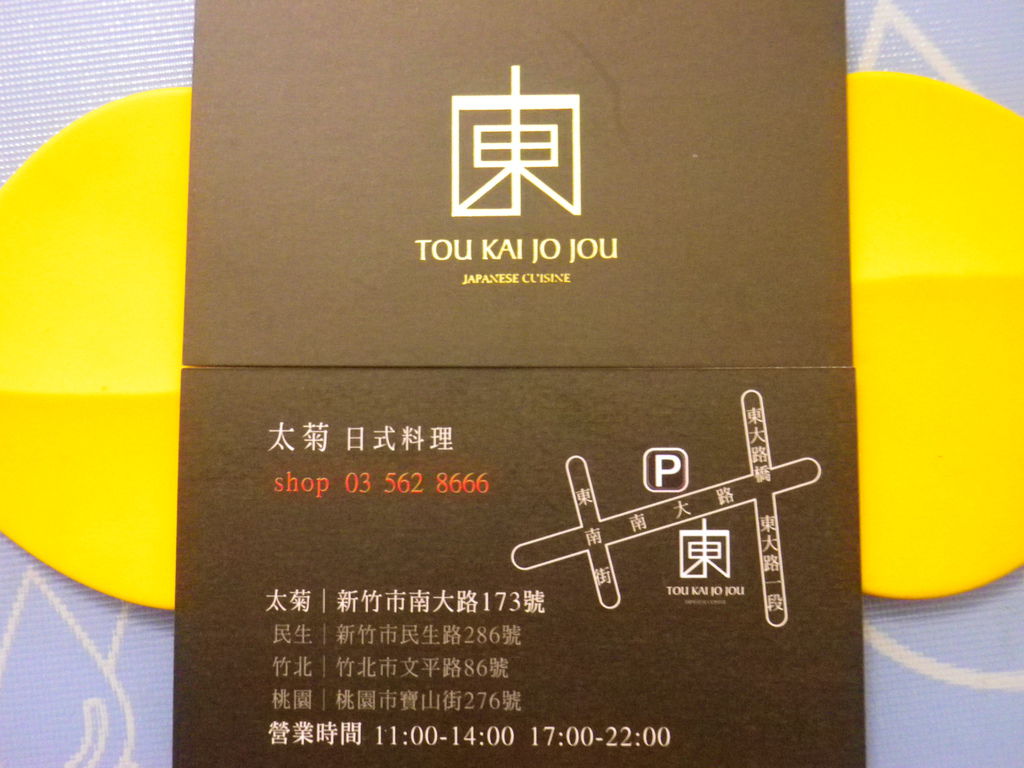 東
TOU KAI JO JOU
JAPANESE CUISINE
太菊 日式料理
shop 03 562 8666
東大路橋
P
東南街
南大路
東大路一段
東
TOU KAI JO JOU
太菊｜新竹市南大路173號
民生｜新竹市民生路286號
竹北｜竹北市文平路86號
桃園｜桃園市寶山街276號
營業時間 11:00-14:00 17:00-22:00